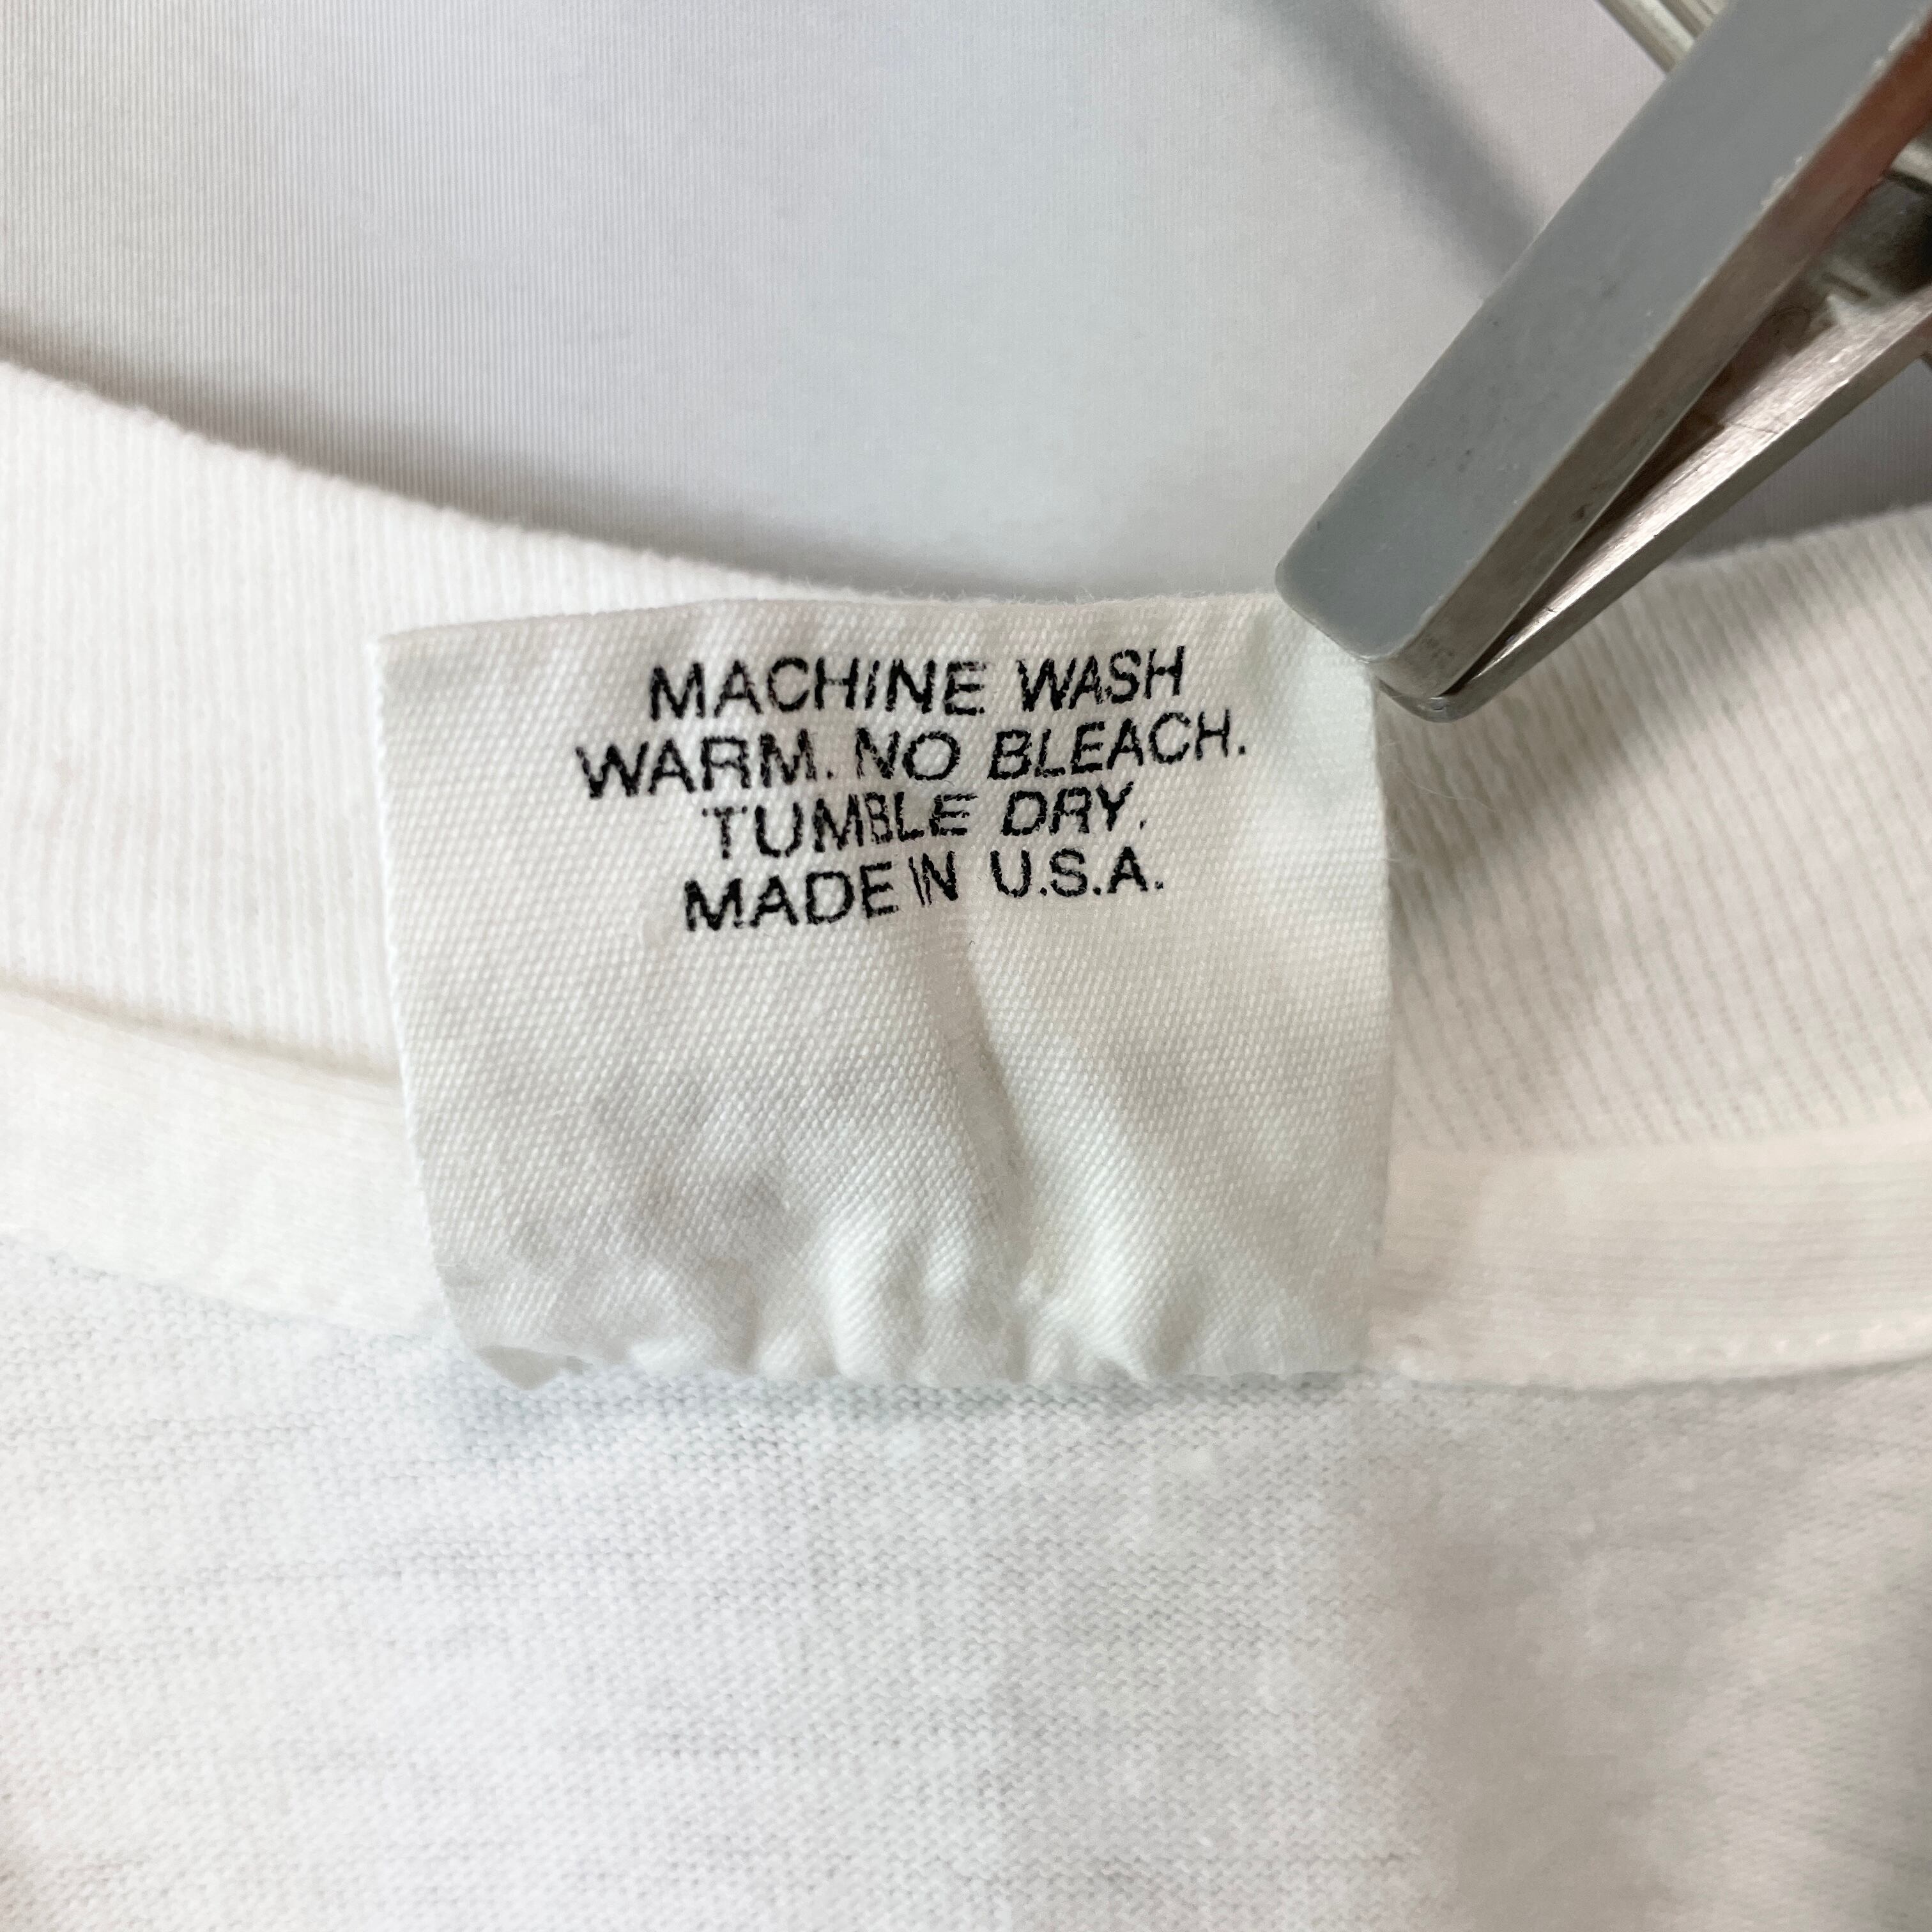 MACHINE WASH
WARM. NO BLEACH.
TUMBLE DRY.
MADE IN U.S.A.